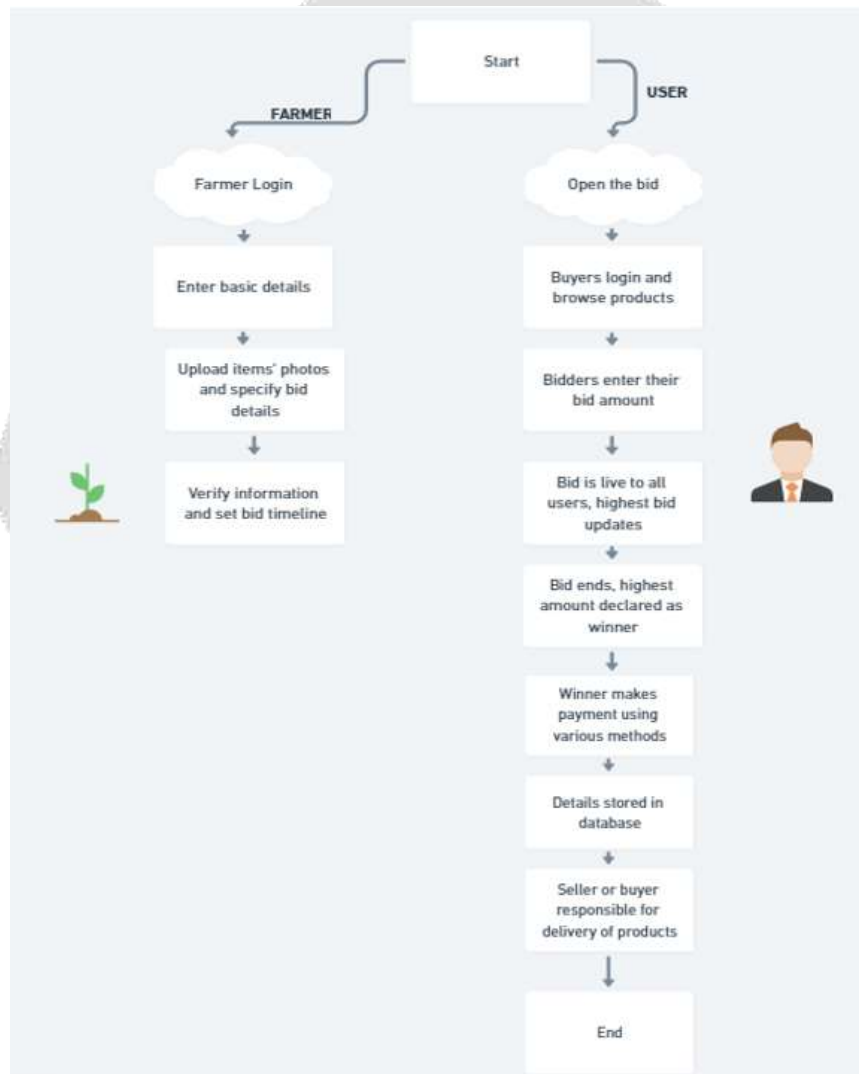 Start
FARMER
USER
Farmer Login
Enter basic details
Upload items' photos
and specify bid
details
Verify information
and set bid timeline
Open the bid
Buyers login and
browse products
Bidders enter their
bid amount
Bid is live to all
users, highest bid
updates
Bid ends, highest
amount declared as
winner
Winner makes
payment using
various methods
Details stored in
database
Seller or buyer
responsible for
delivery of products
End